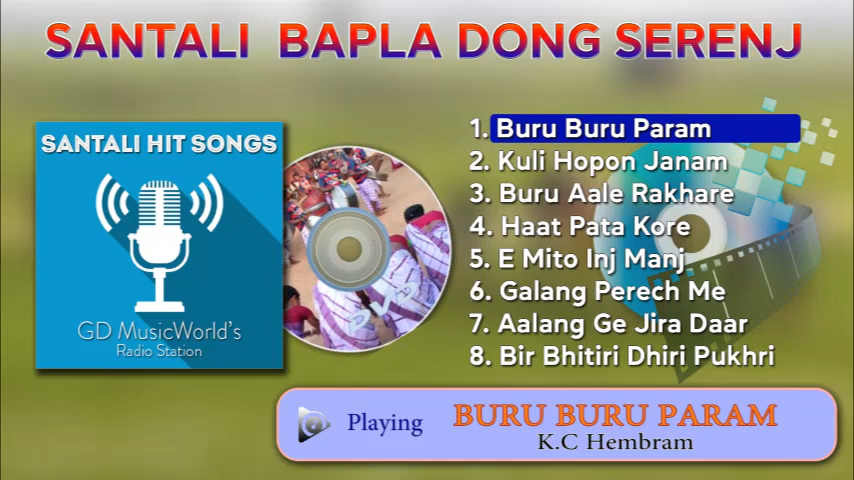 SANTALI BAPLA DONG SERENJ
SANTALI HIT SONGS
GD MusicWorld's
Radio Station
DVD
1. Buru Buru Param
2. Kuli Hopon Janam
3. Buru Aale Rakhare
4. Haat Pata Kore
5. E Mito Inj Manj
6. Galang Perech Me
7. Aalang Ge Jira Daar
8. Bir Bhitiri Dhiri Pukhri
Playing
BURU BURU PARAM
K.C Hembram